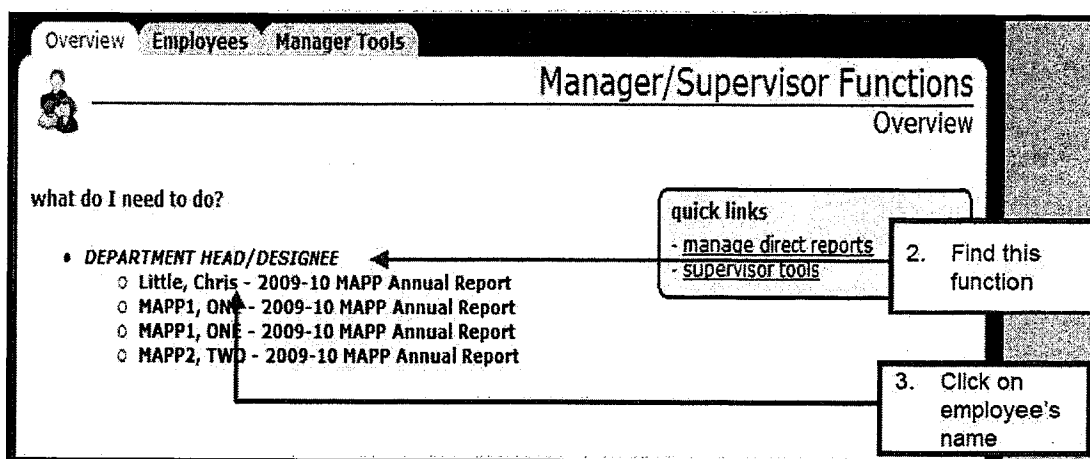 Overview Employees Manager Tools
Manager/Supervisor Functions
Overview
what do I need to do?
quick links
- manage direct reports
- supervisor tools
• DEPARTMENT HEAD/DESIGNEE
○ Little, Chris - 2009-10 MAPP Annual Report
○ MAPP1, ONE - 2009-10 MAPP Annual Report
○ MAPP1, ONE - 2009-10 MAPP Annual Report
○ MAPP2, TWO - 2009-10 MAPP Annual Report
2. Find this
function
3. Click on
employee's
name